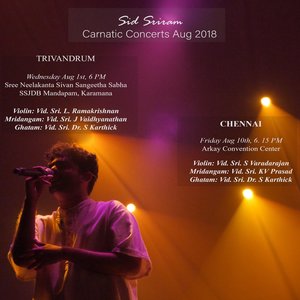 Sid Sriram
Carnatic Concerts Aug 2018
TRIVANDRUM
Wednesday Aug 1st, 6 PM
Sree Neelakanta Sivan Sangeetha Sabha
SSJDB Mandapam, Karamana
Violin: Vid. Sri. L. Ramakrishnan
Mridangam: Vid. Sri. J Vaidhyanathan
Ghatam: Vid. Sri. Dr. S Karthick
CHENNAI
Friday Aug 10th, 6. 15 PM
Arkay Convention Center
Violin: Vid. Sri. S Varadarajan
Mridangam: Vid. Sri. KV Prasad
Ghatam: Vid. Sri. Dr. S Karthick